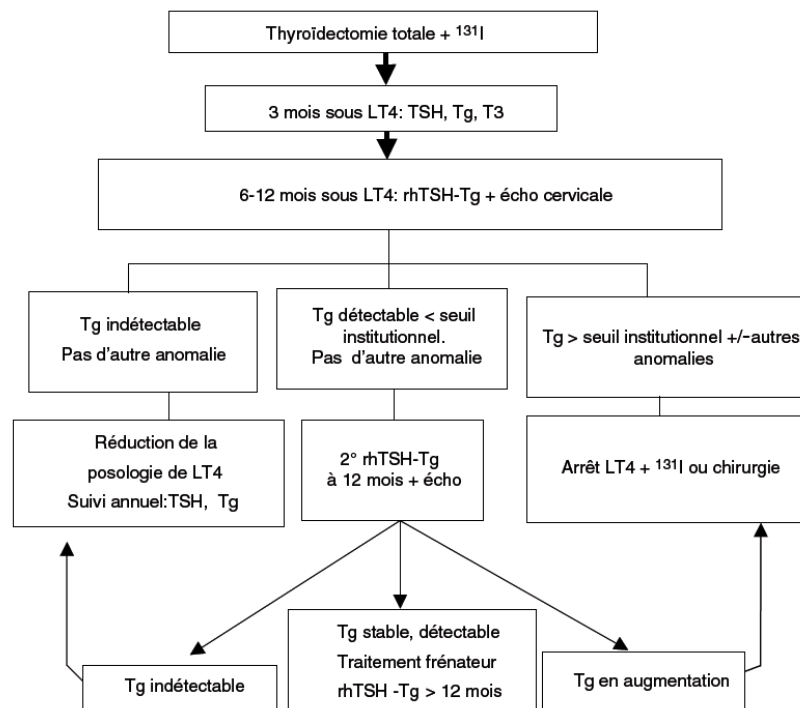 Thyroïdectomie totale + ¹³¹I
3 mois sous LT4: TSH, Tg, T3
6-12 mois sous LT4: rhTSH-Tg + écho cervicale
Tg indétectable
Pas d'autre anomalie
Tg détectable < seuil
institutionnel.
Pas d'autre anomalie
Tg > seuil institutionnel +/-autres
anomalies
Réduction de la
posologie de LT4
Suivi annuel:TSH, Tg
2° rhTSH-Tg
à 12 mois + écho
Arrêt LT4 + ¹³¹I ou chirurgie
Tg indétectable
Tg stable, détectable
Traitement frénateur
rhTSH -Tg > 12 mois
Tg en augmentation